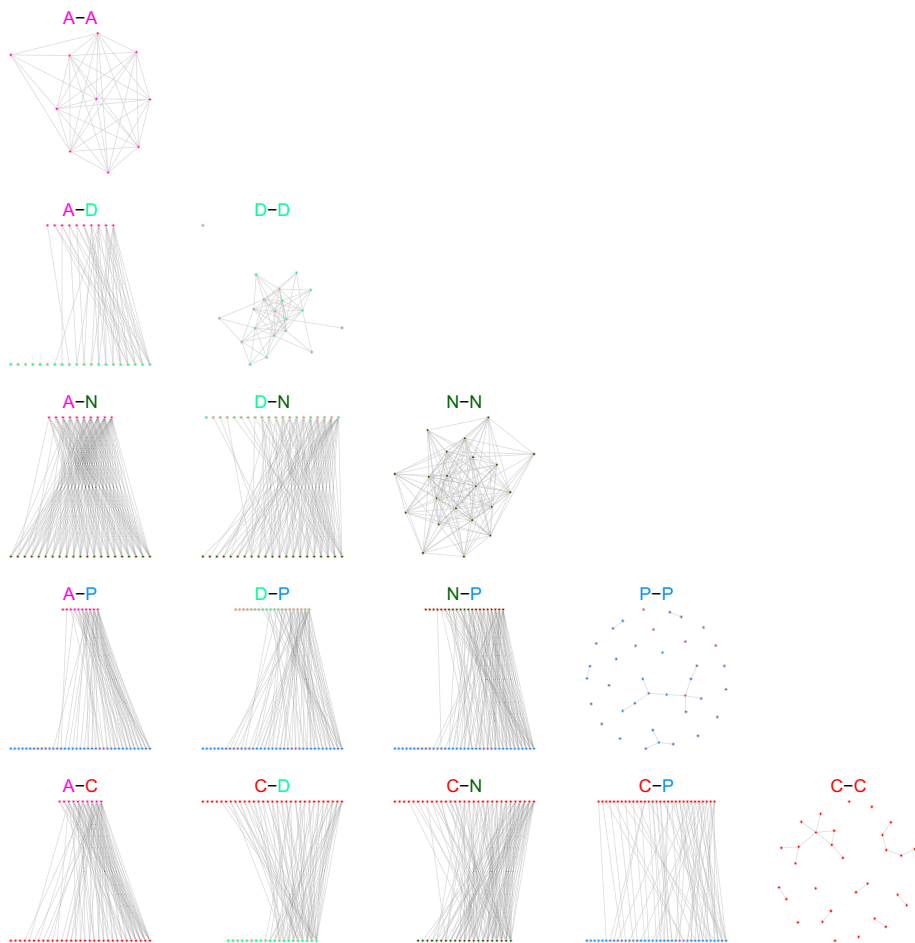 A–A
A–D D–D
A–N D–N N–N
A–P D–P N–P P–P
A–C C–D C–N C–P C–C